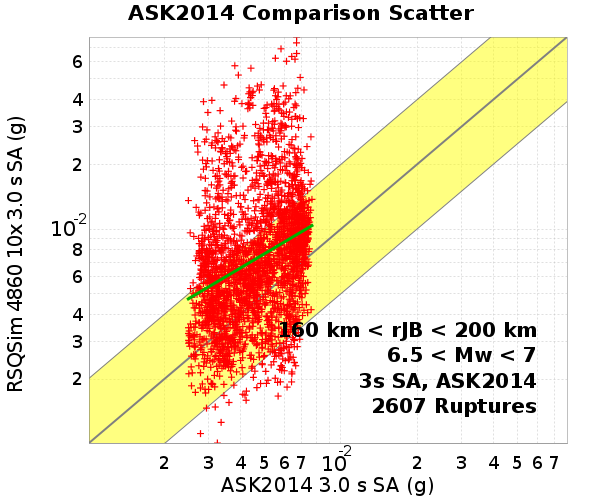 ASK2014 Comparison Scatter
RSQSim 4860 10x 3.0 s SA (g)
6
4
3
2
10-2
8
6
4
3
2
160 km < rJB < 200 km
6.5 < Mw < 7
3s SA, ASK2014
2607 Ruptures
2 3 4 5 6 7 10-2 2 3 4 5 6 7
ASK2014 3.0 s SA (g)